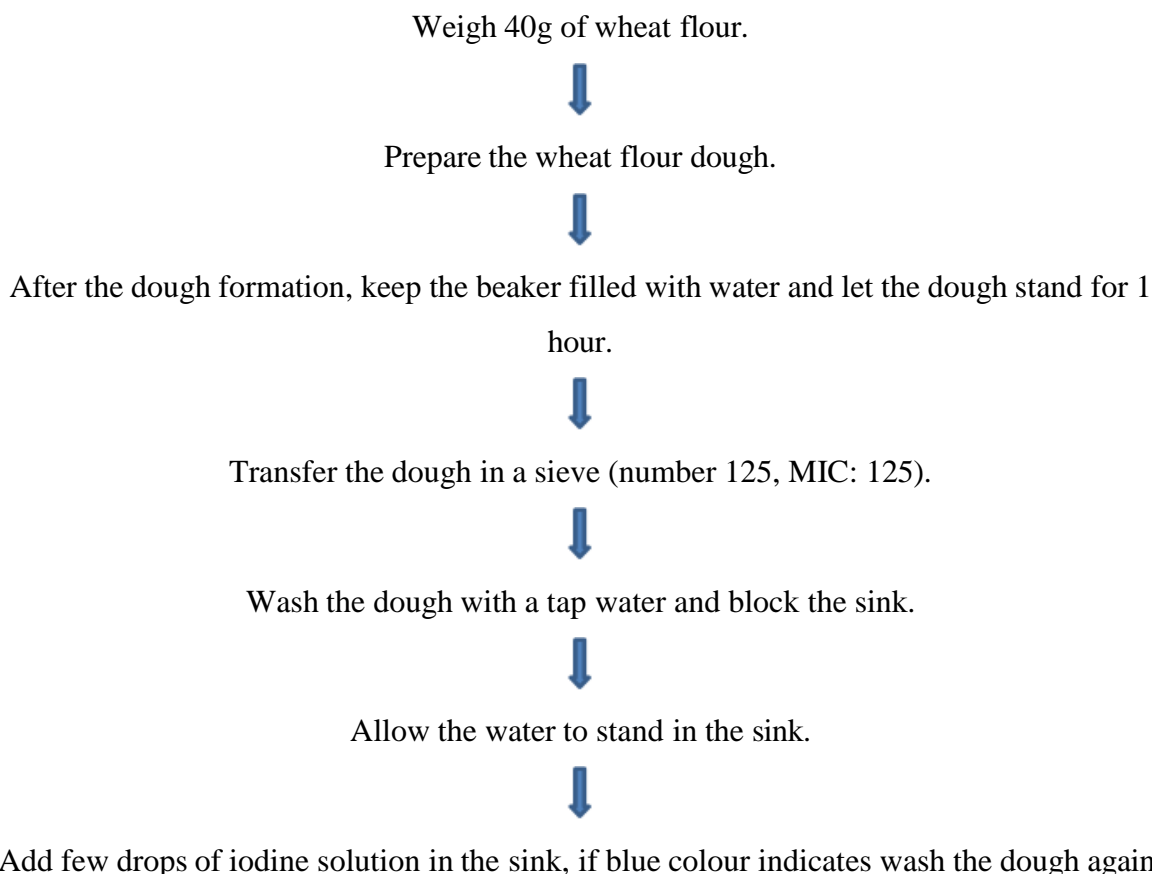 Weigh 40g of wheat flour.
Prepare the wheat flour dough.
After the dough formation, keep the beaker filled with water and let the dough stand for 1
hour.
Transfer the dough in a sieve (number 125, MIC: 125).
Wash the dough with a tap water and block the sink.
Allow the water to stand in the sink.
Add few drops of iodine solution in the sink, if blue colour indicates wash the dough again